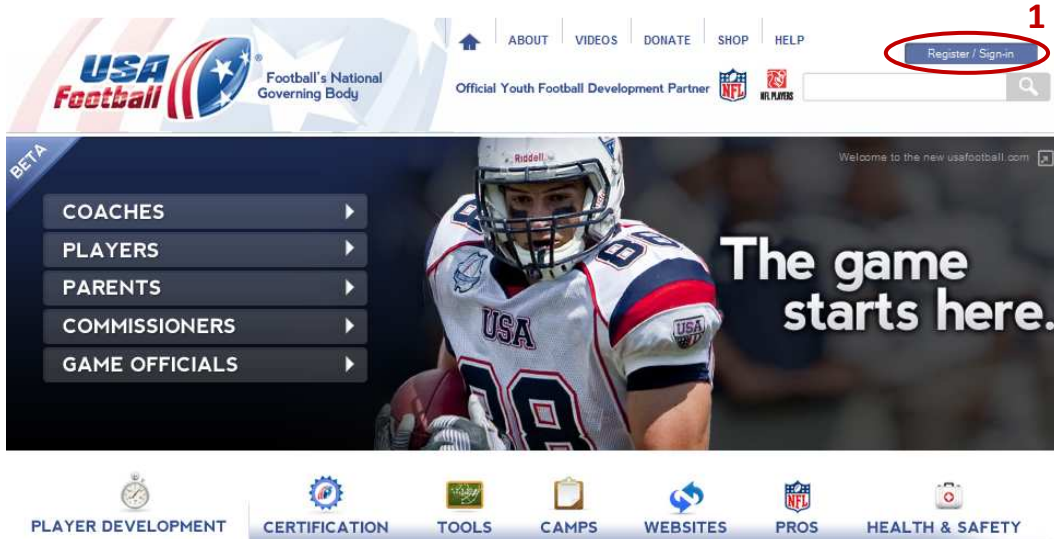 1
ABOUT VIDEOS DONATE SHOP HELP
Register / Sign-in
USA
Football
Football's National
Governing Body
Official Youth Football Development Partner NFL NFL PLAYERS
BETA
Welcome to the new usafootball.com
COACHES
PLAYERS
PARENTS
COMMISSIONERS
GAME OFFICIALS
Riddell
88
USA
USA
88
The game
starts here.
PLAYER DEVELOPMENT
CERTIFICATION
TOOLS
CAMPS
WEBSITES
NFL
PROS
HEALTH & SAFETY